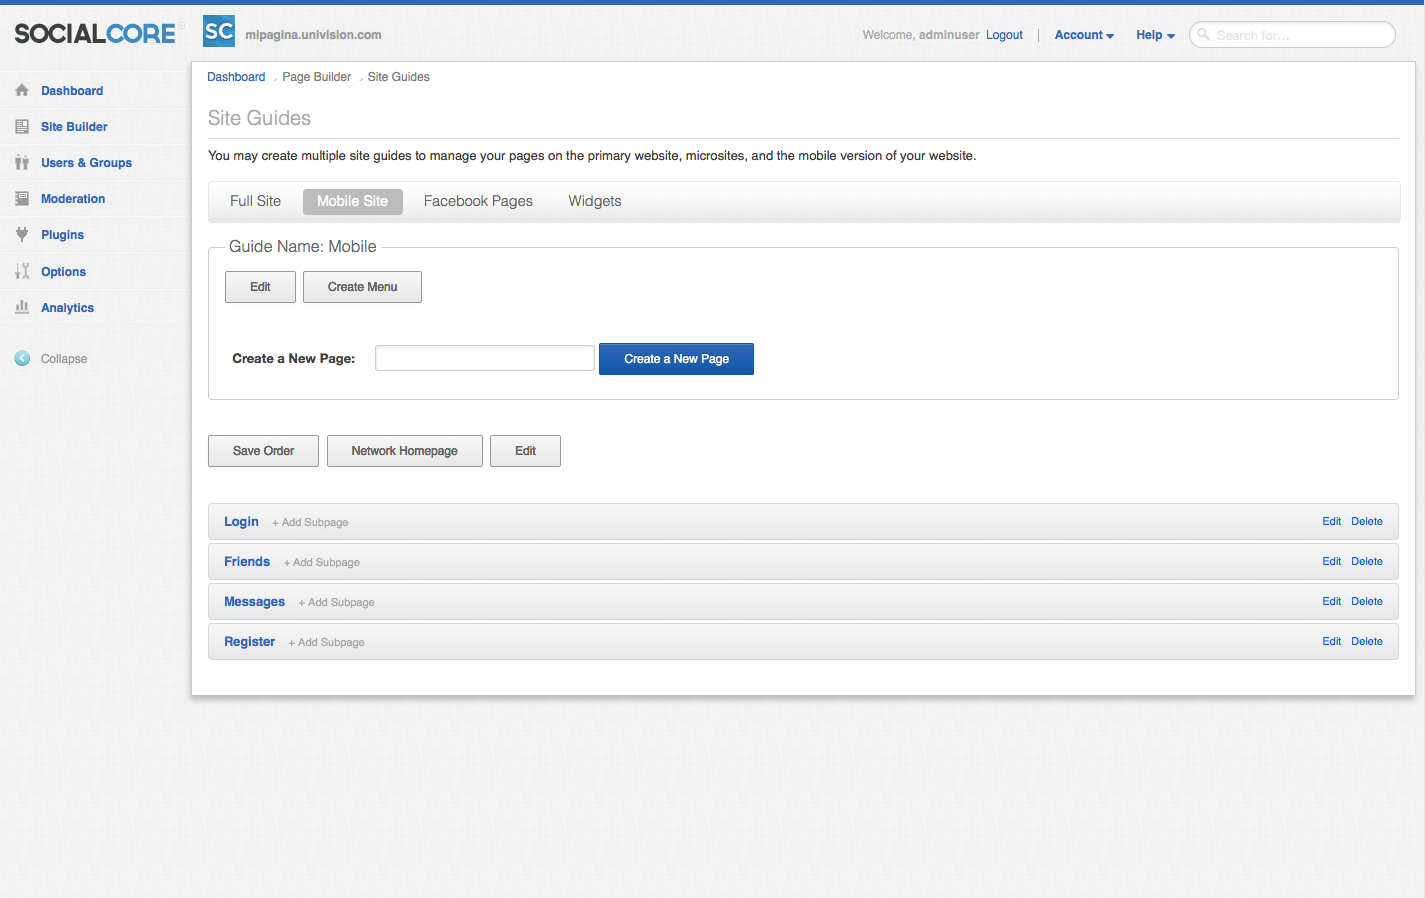 SOCIALCORE SC mipagina.univision.com Welcome, adminuser Logout | Account Help Search for...
Dashboard
Site Builder
Users & Groups
Moderation
Plugins
Options
Analytics
Collapse
Dashboard > Page Builder > Site Guides
Site Guides
You may create multiple site guides to manage your pages on the primary website, microsites, and the mobile version of your website.
Full Site Mobile Site Facebook Pages Widgets
Guide Name: Mobile
Edit Create Menu
Create a New Page: Create a New Page
Save Order Network Homepage Edit
Login + Add Subpage Edit Delete
Friends + Add Subpage Edit Delete
Messages + Add Subpage Edit Delete
Register + Add Subpage Edit Delete